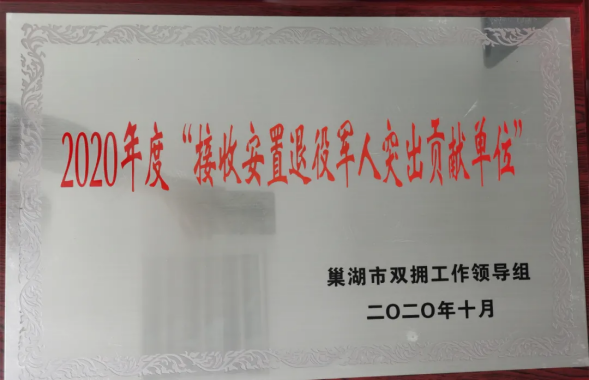 2020年度“接收安置退役军人突出贡献单位”
巢湖市双拥工作领导组
二〇二〇年十月